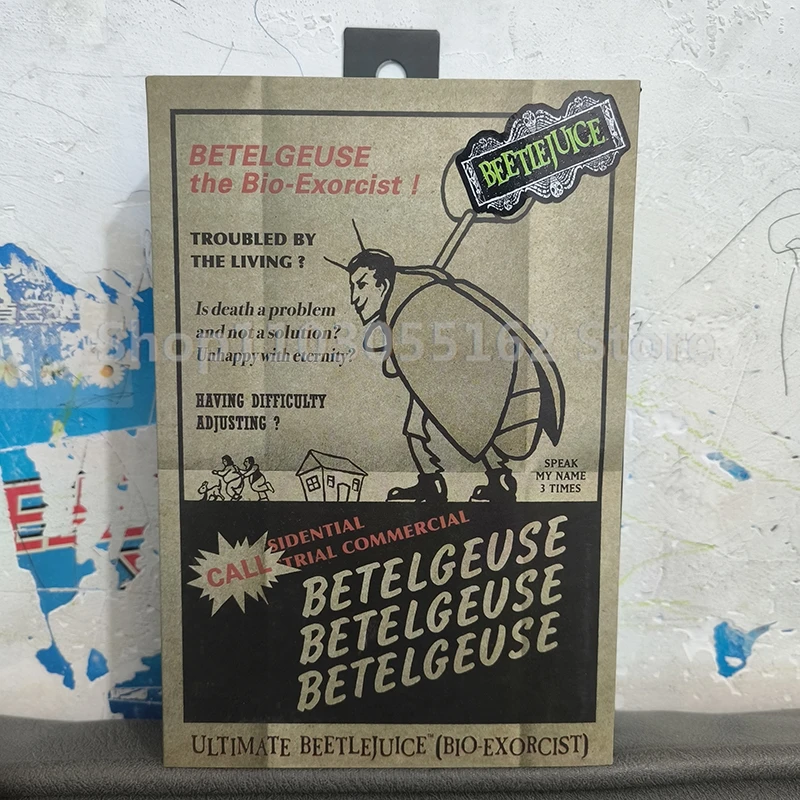 BEETLEJUICE
BETELGEUSE
the Bio-Exorcist !
TROUBLED BY
THE LIVING ?
Is death a problem
and not a solution?
Unhappy with eternity?
HAVING DIFFICULTY
ADJUSTING ?
SPEAK
MY NAME
3 TIMES
CALL
SIDENTIAL
TRIAL COMMERCIAL
BETELGEUSE
BETELGEUSE
BETELGEUSE
ULTIMATE BEETLEJUICE™ (BIO-EXORCIST)